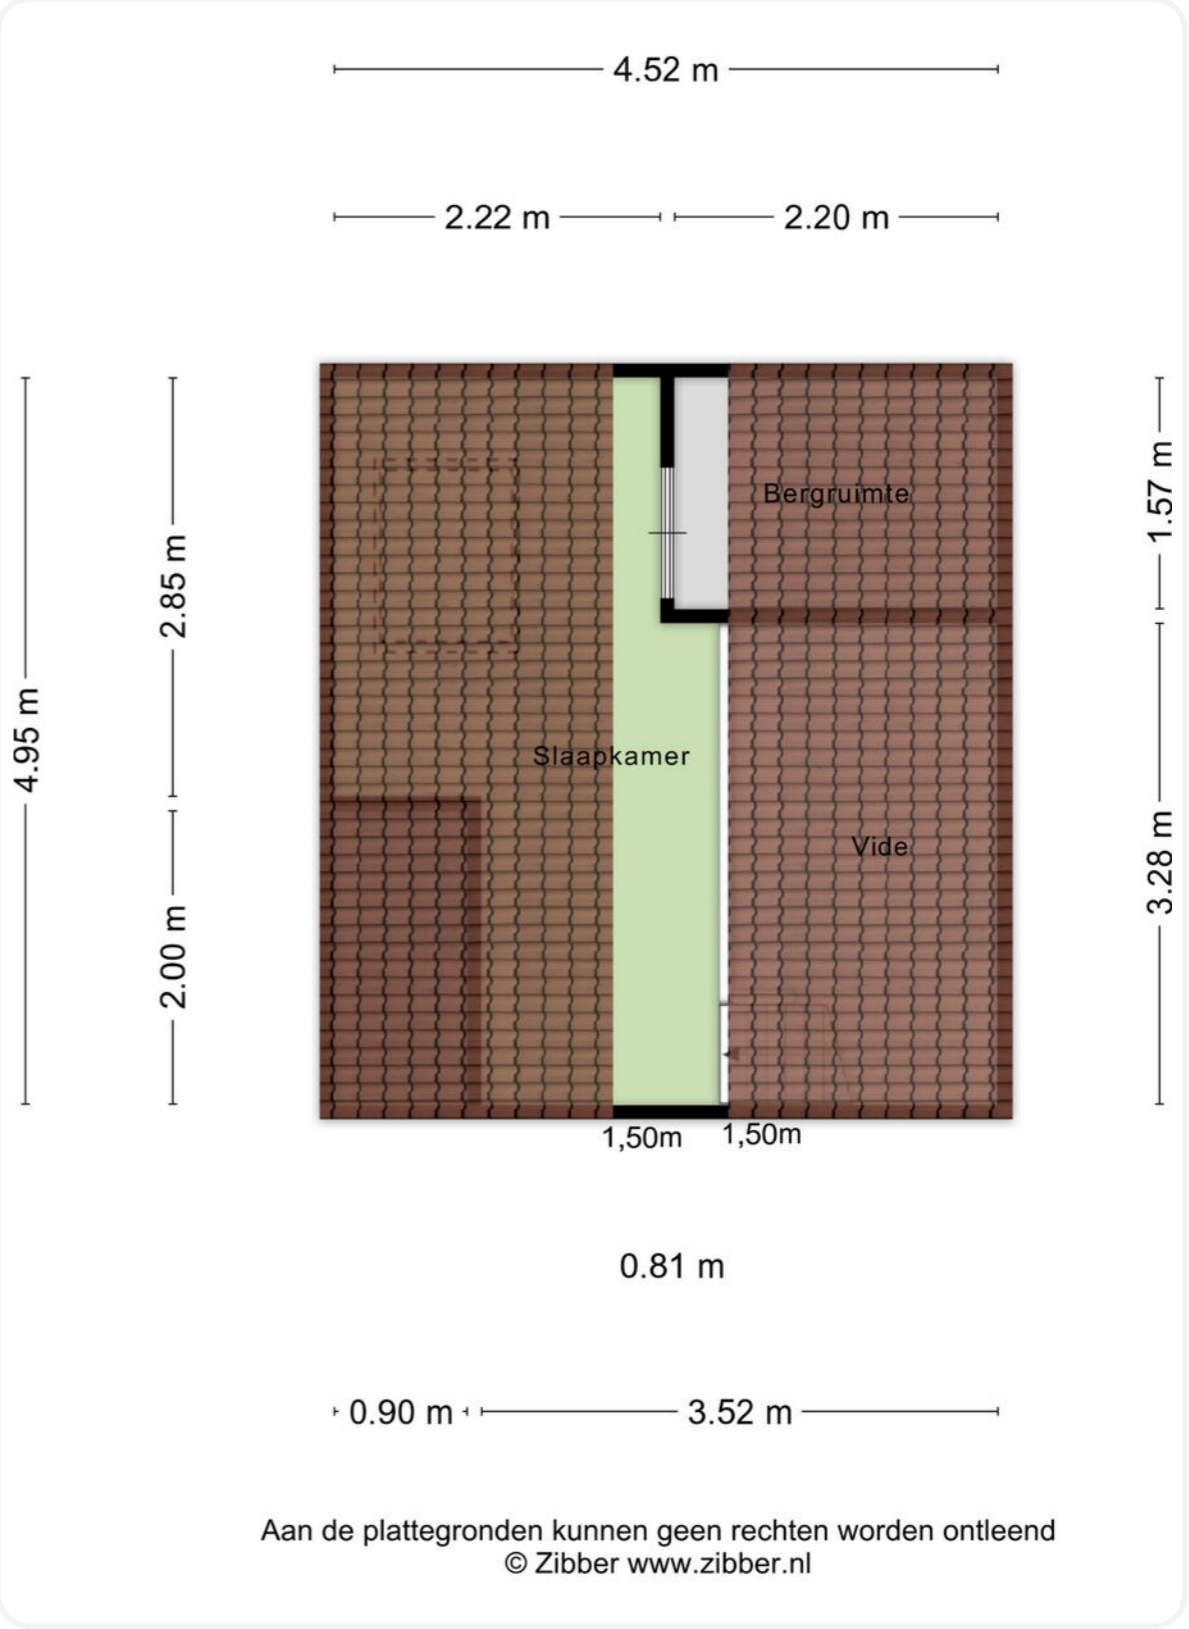 4.52 m
2.22 m
2.20 m
1.57 m
Bergruimte
2.85 m
4.95 m
Slaapkamer
Vide
3.28 m
2.00 m
1,50m
1,50m
0.81 m
0.90 m
3.52 m
Aan de plattegronden kunnen geen rechten worden ontleend
© Zibber www.zibber.nl